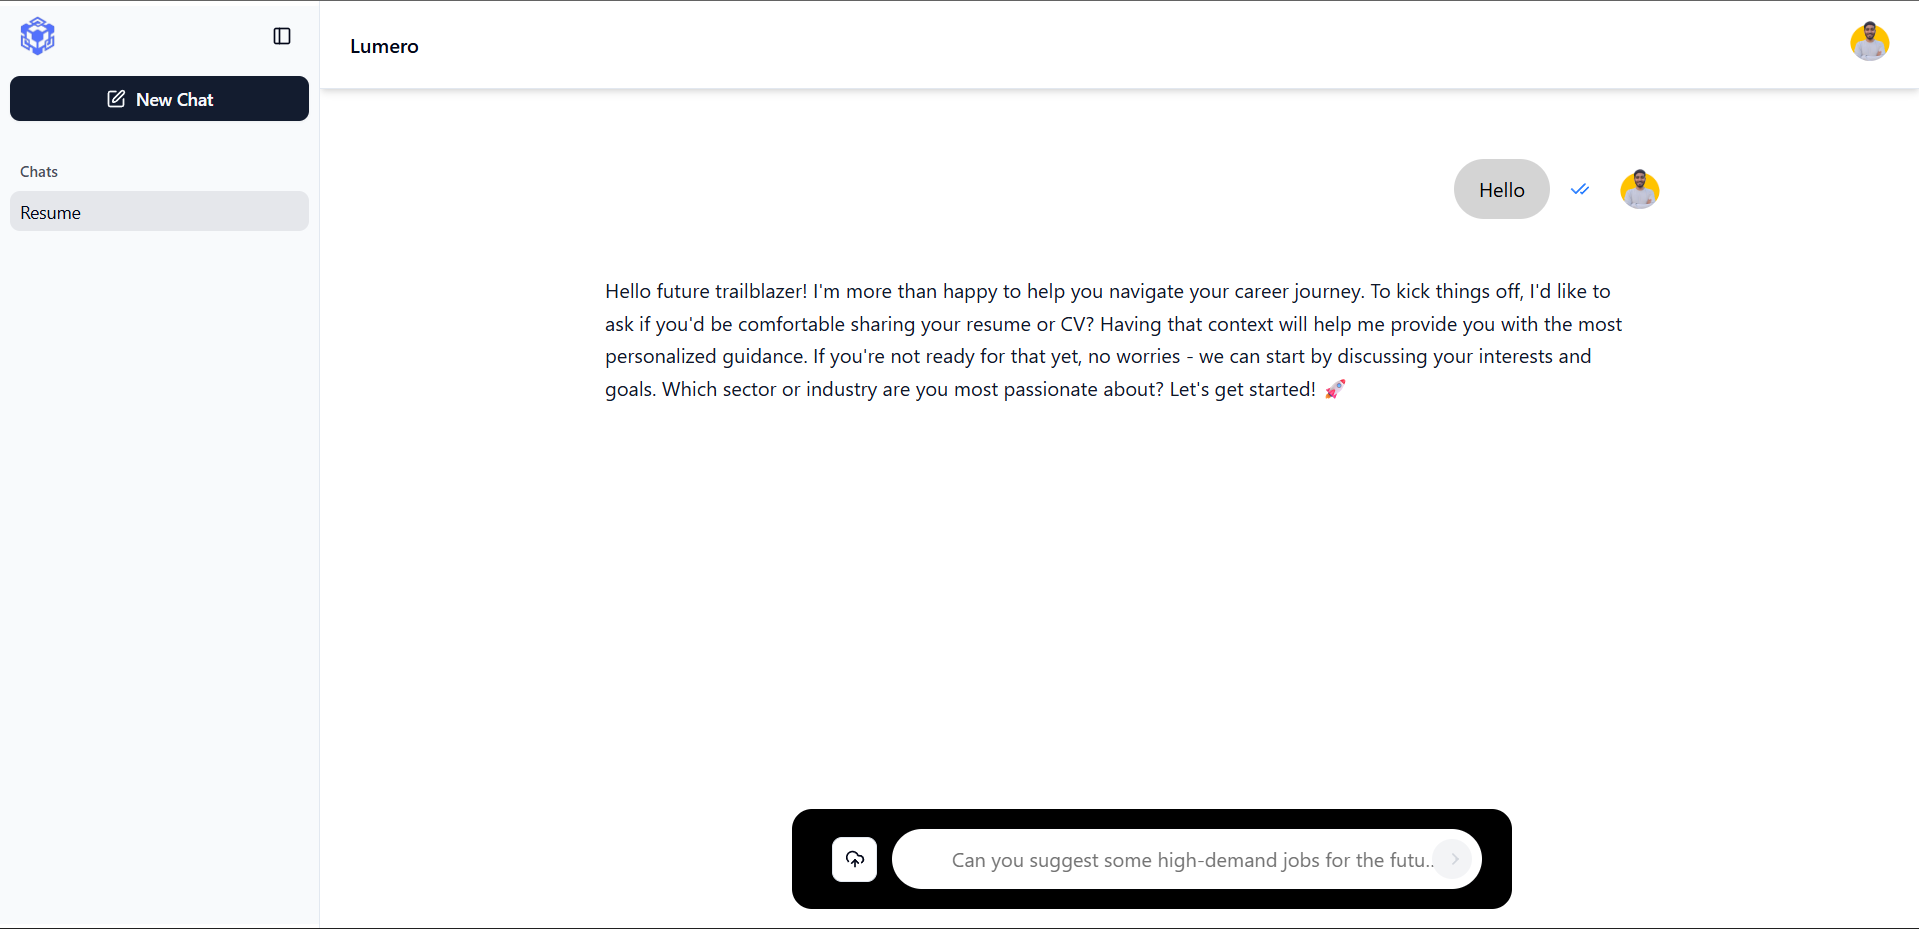 Lumero
New Chat
Chats
Resume
Hello
Hello future trailblazer! I'm more than happy to help you navigate your career journey. To kick things off, I'd like to
ask if you'd be comfortable sharing your resume or CV? Having that context will help me provide you with the most
personalized guidance. If you're not ready for that yet, no worries - we can start by discussing your interests and
goals. Which sector or industry are you most passionate about? Let's get started! 🚀
Can you suggest some high-demand jobs for the futu..